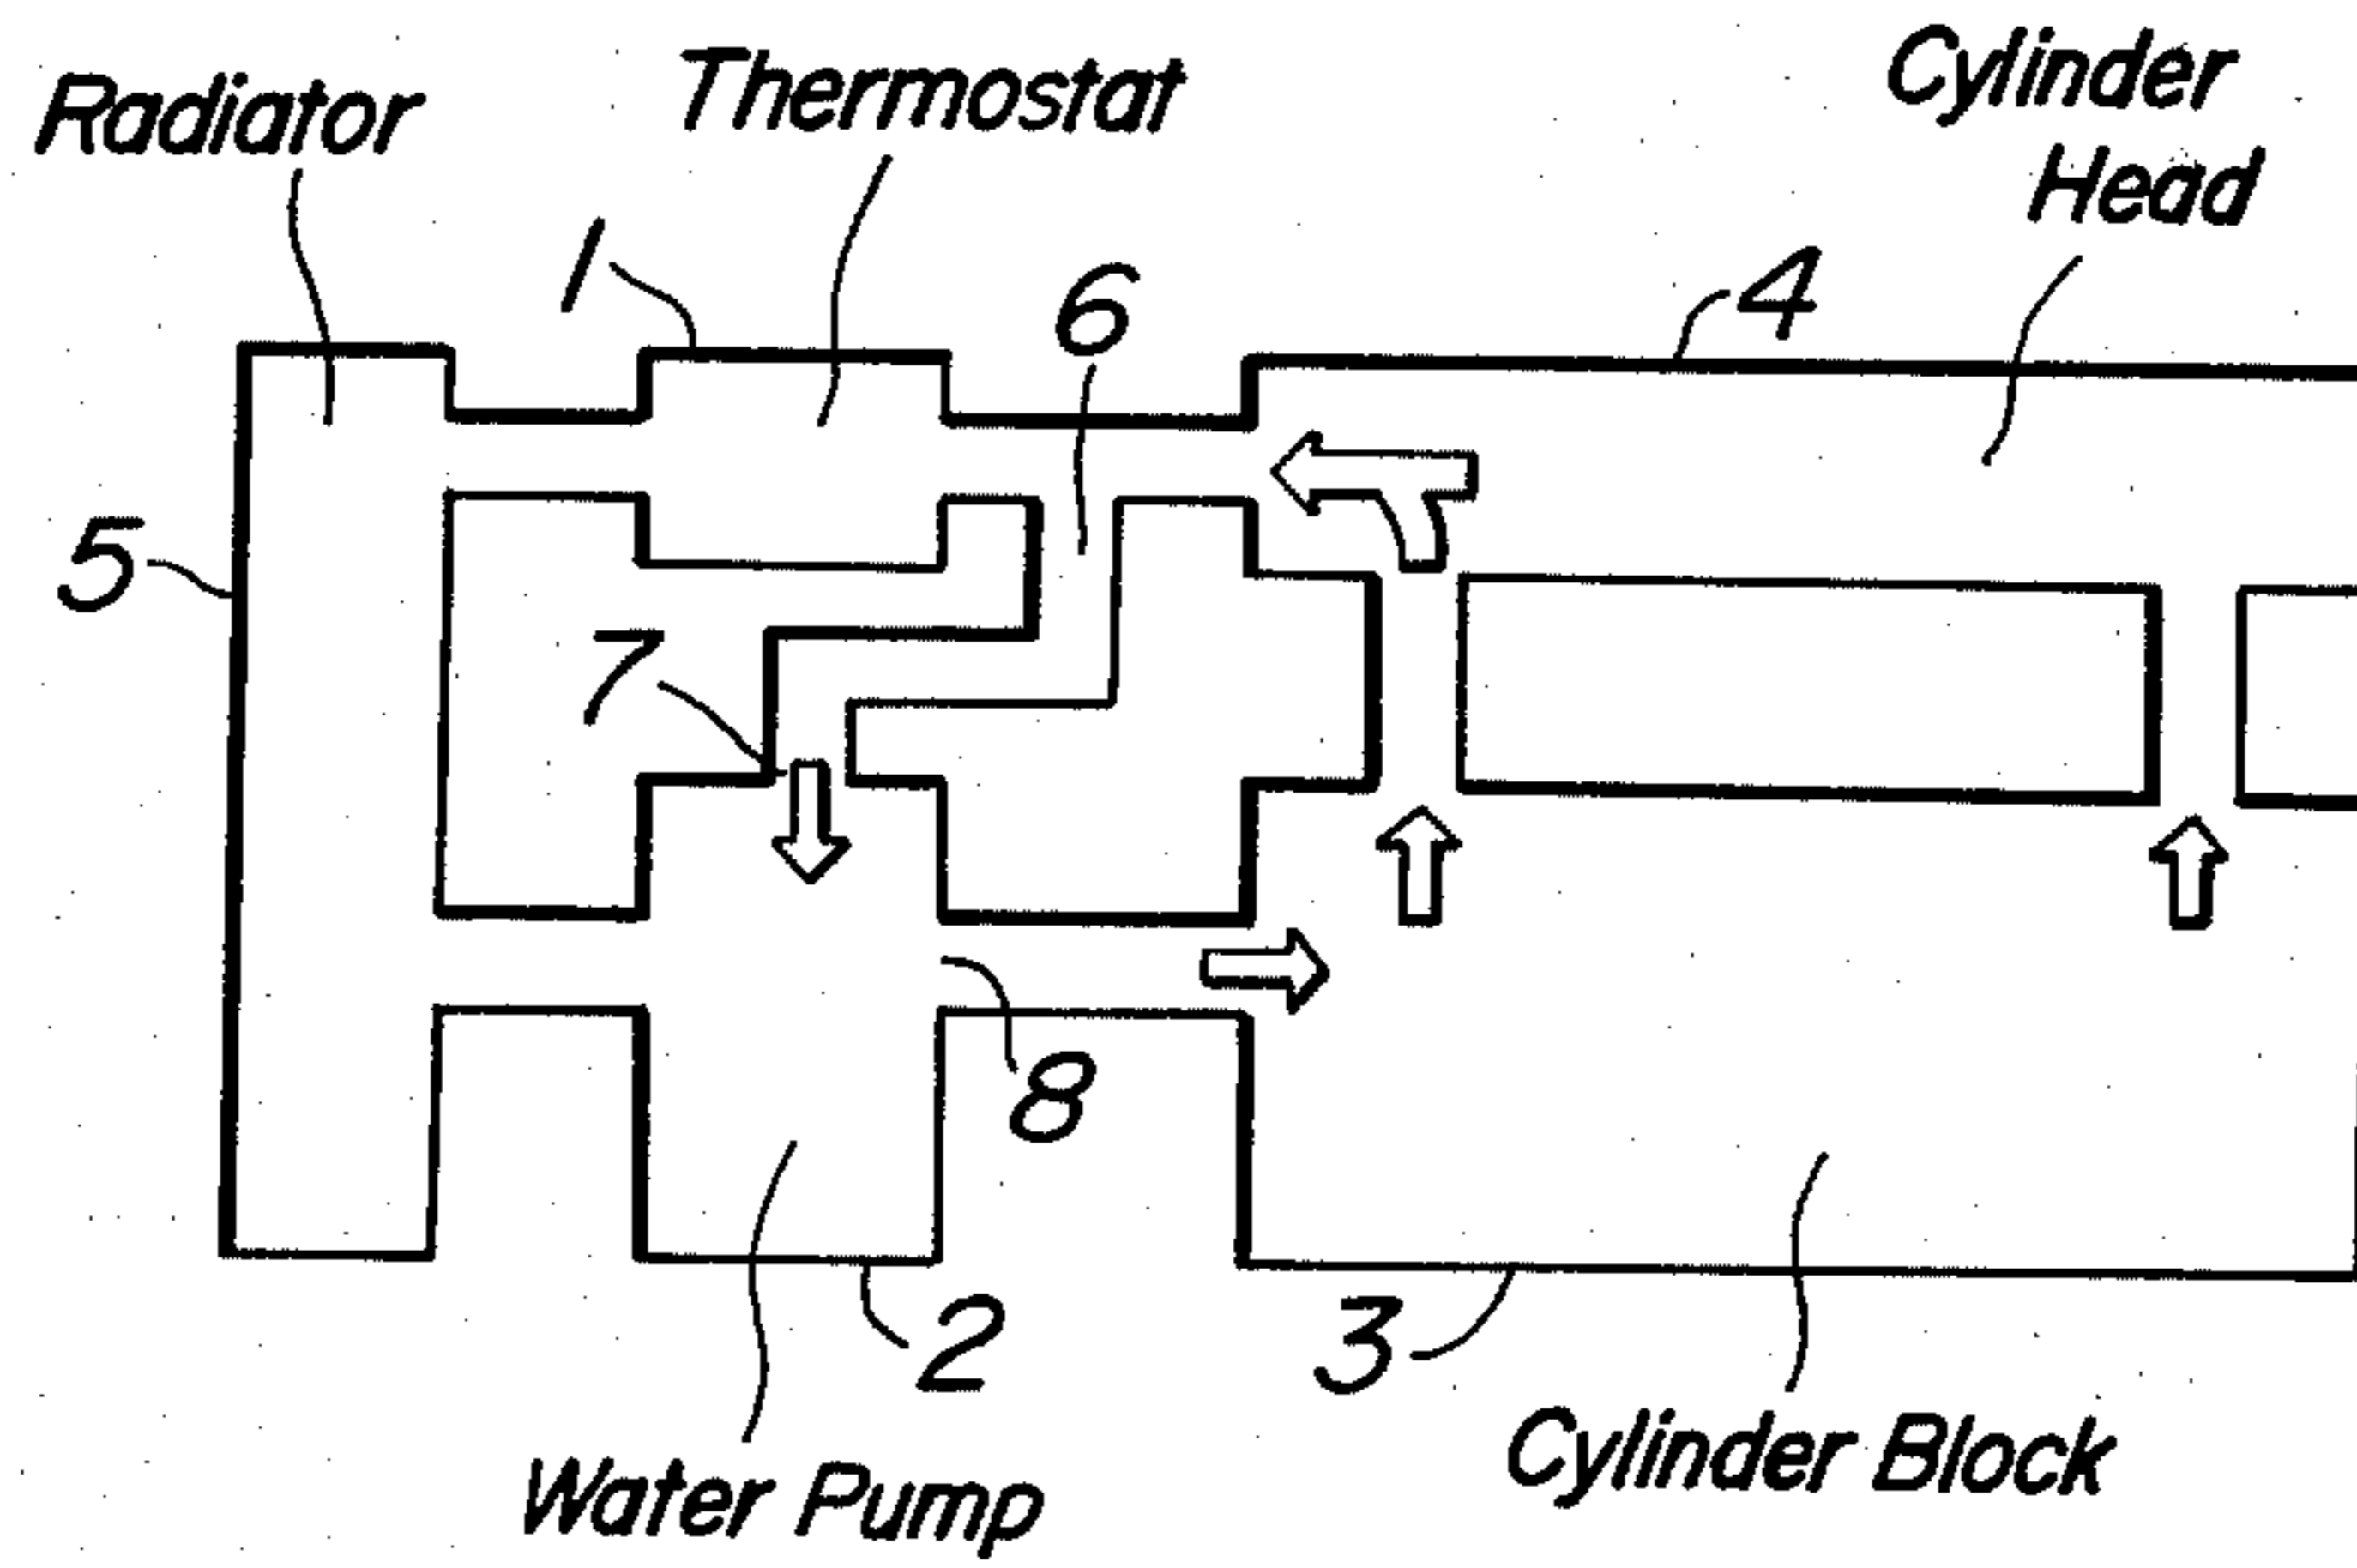 Radiator
Thermostat
Cylinder
Head
1
6
4
5
7
8
2
3
Water Pump
Cylinder Block